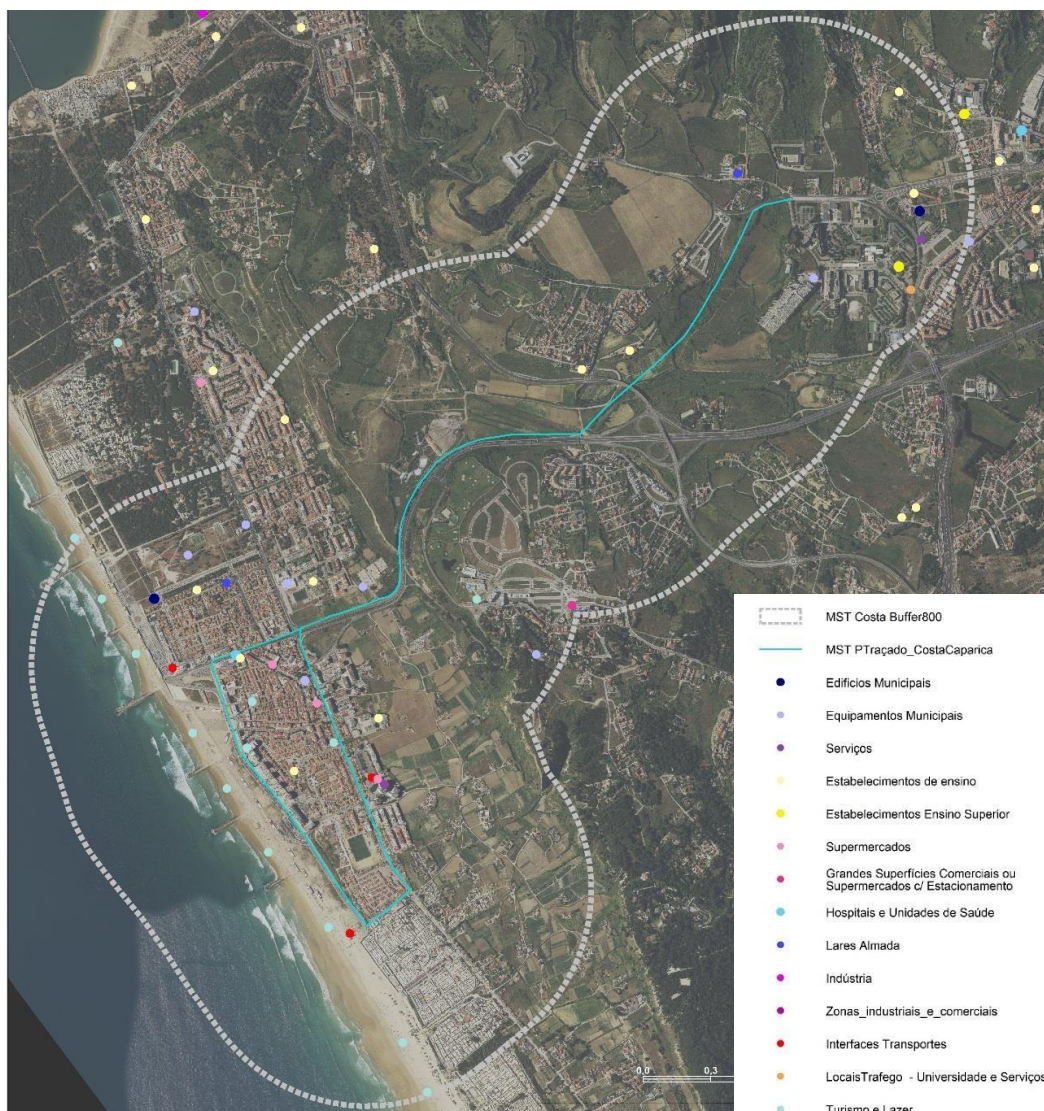 MST Costa Buffer800
MST PTraçado_CostaCaparica
Edifícios Municipais
Equipamentos Municipais
Serviços
Estabelecimentos de ensino
Estabelecimentos Ensino Superior
Supermercados
Grandes Superfícies Comerciais ou
Supermercados c/ Estacionamento
Hospitais e Unidades de Saúde
Lares Almada
Indústria
Zonas_industriais_e_comerciais
Interfaces Transportes
LocaisTrafego - Universidade e Serviços
Turismo e Lazer
0,0 0,3